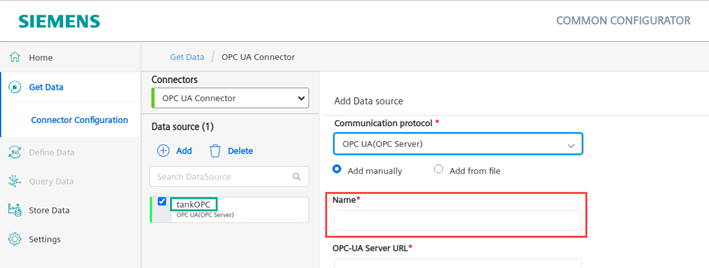 SIEMENS
COMMON CONFIGURATOR
Home
Get Data
Connector Configuration
Define Data
Query Data
Store Data
Settings
Get Data / OPC UA Connector
Connectors
OPC UA Connector
Data source (1)
Add Delete
Search DataSource
tankOPC
OPC UA(OPC Server)
Add Data source
Communication protocol *
OPC UA(OPC Server)
Add manually Add from file
Name*
OPC-UA Server URL*